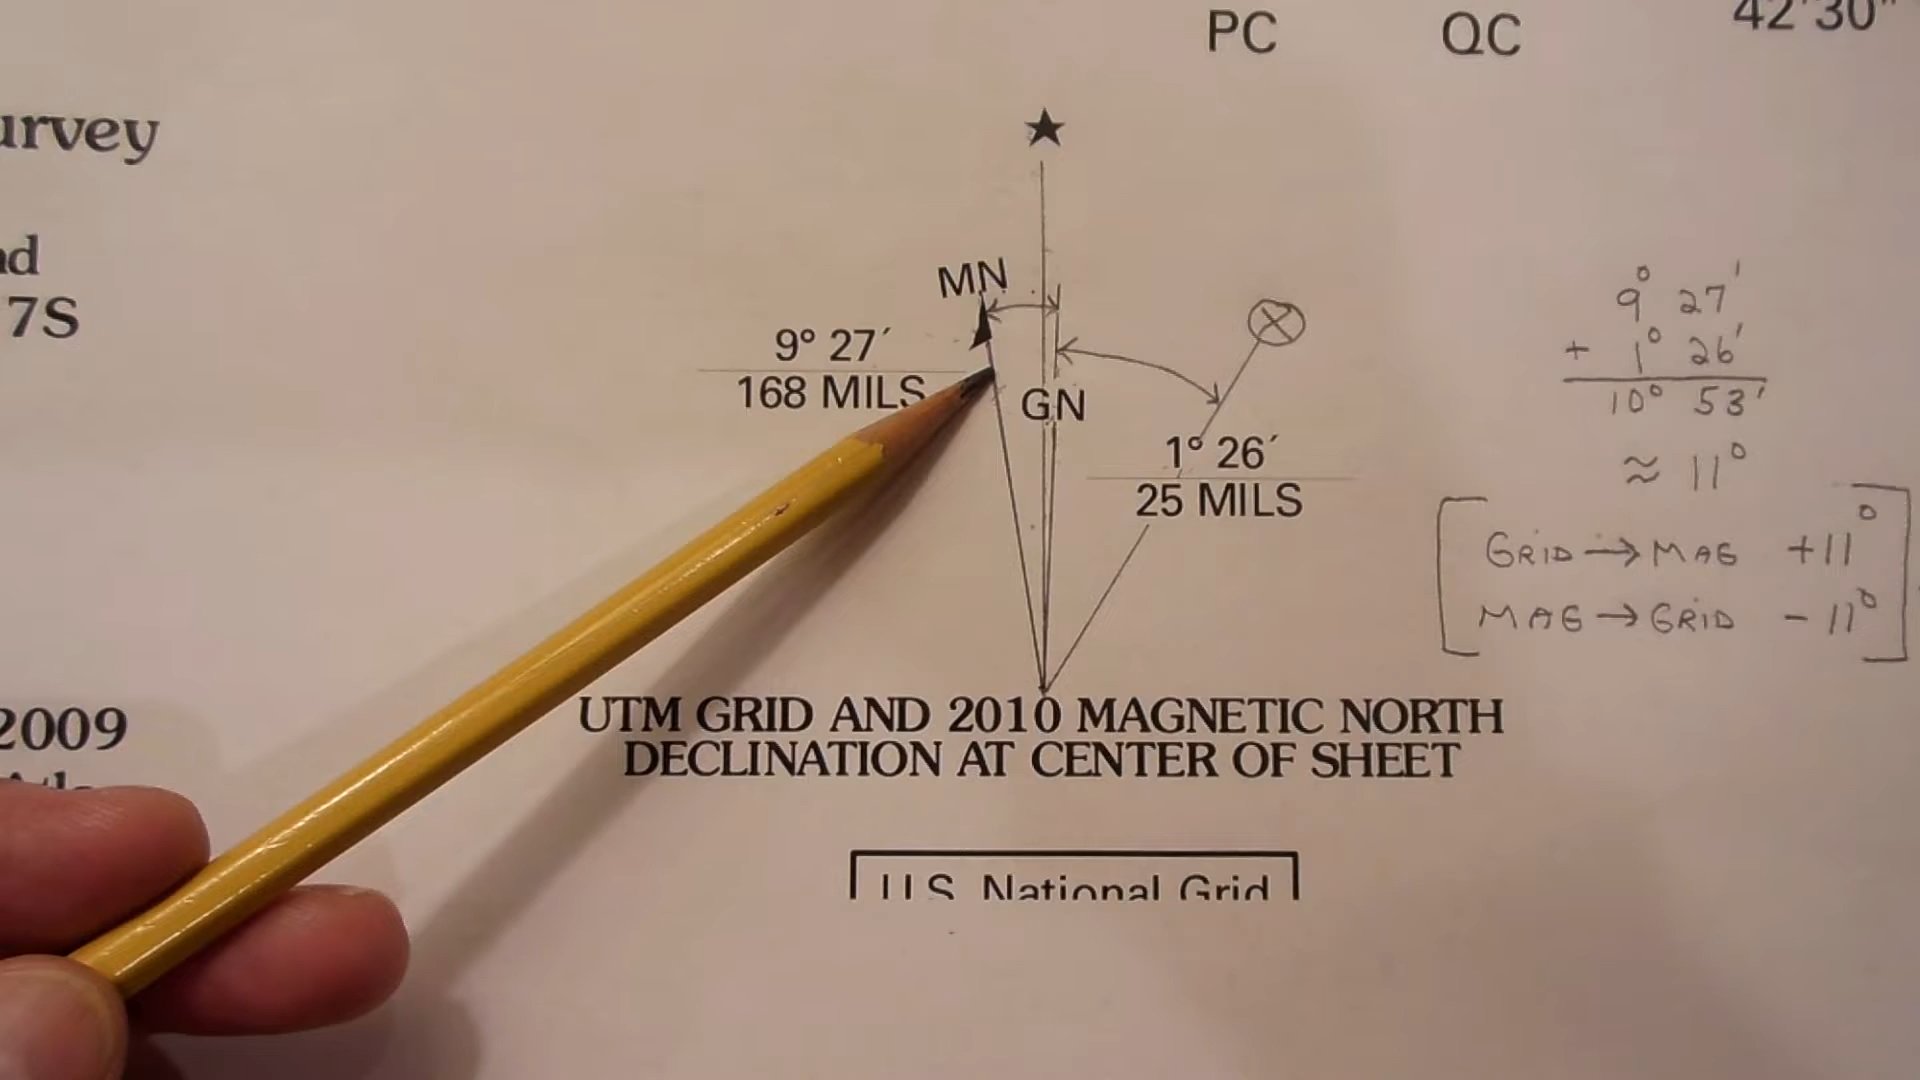 PC QC 42'30"
urvey
nd
7S
2009
★
MN
GN
9° 27´
168 MILS
1° 26´
25 MILS
UTM GRID AND 2010 MAGNETIC NORTH
DECLINATION AT CENTER OF SHEET
U.S. National Grid
9° 27'
+ 1° 26'
10° 53'
≈ 11°
GRID → MAG +11°
MAG → GRID - 11°